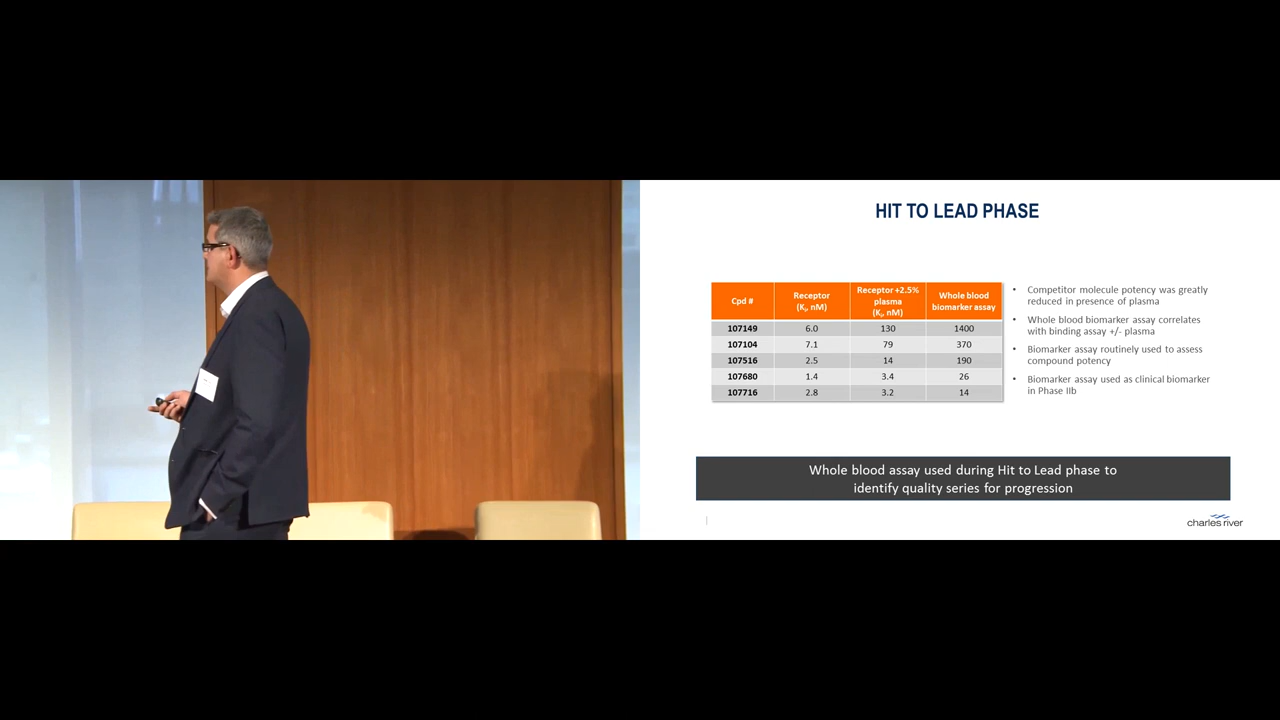 HIT TO LEAD PHASE
Cpd #
Receptor
(Ki, nM)
Receptor +2.5%
plasma
(Ki, nM)
Whole blood
biomarker assay
107149 6.0 130 1400
107104 7.1 79 370
107516 2.5 14 190
107680 1.4 3.4 26
107716 2.8 3.2 14
• Competitor molecule potency was greatly
reduced in presence of plasma
• Whole blood biomarker assay correlates
with binding assay +/- plasma
• Biomarker assay routinely used to assess
compound potency
• Biomarker assay used as clinical biomarker
in Phase IIb
Whole blood assay used during Hit to Lead phase to
identify quality series for progression
charles river